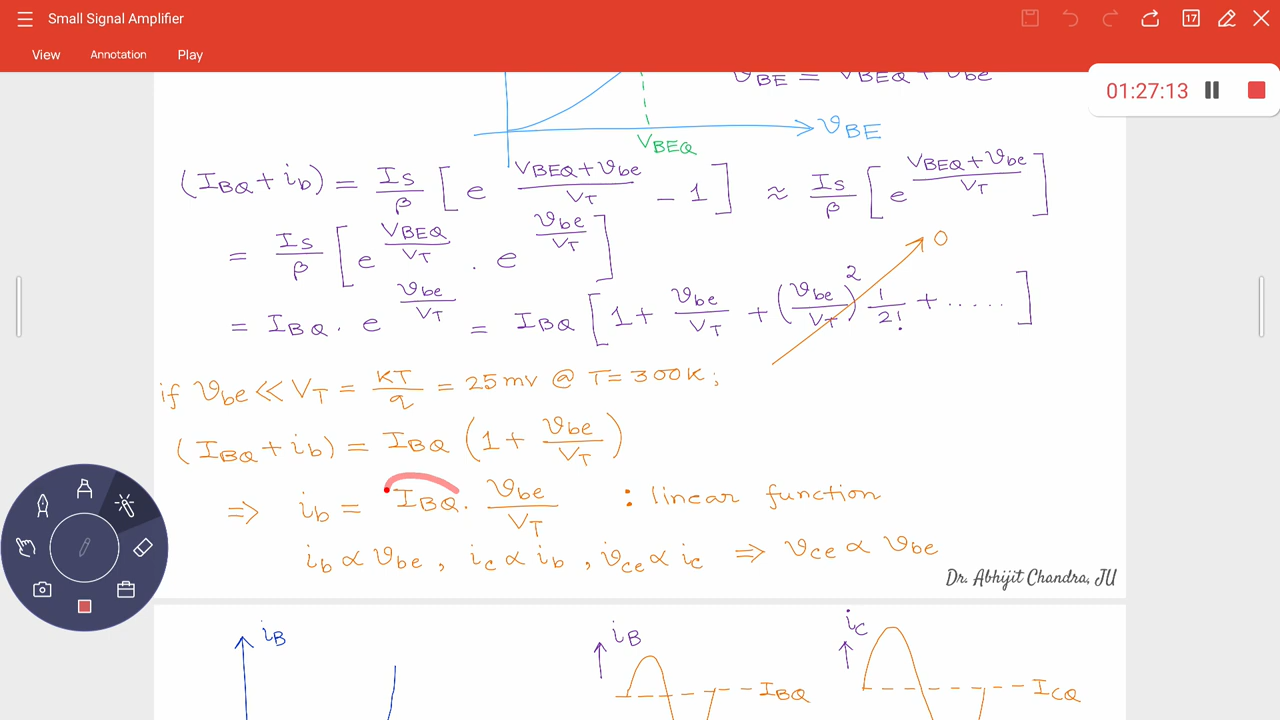 Small Signal Amplifier
17
View Annotation Play
01:27:13
𝑣BE = VBEQ + 𝑣be
𝑣BE
VBEQ
(IBQ + ib) = IS/β [e^((VBEQ + 𝑣be)/VT) - 1] ≈ IS/β [e^((VBEQ + 𝑣be)/VT)]
= IS/β [e^(VBEQ/VT) . e^(𝑣be/VT)]
0
= IBQ . e^(𝑣be/VT) = IBQ [1 + 𝑣be/VT + (𝑣be/VT)² 1/2! + ......]
if 𝑣be << VT = KT/q = 25mv @ T= 300K;
(IBQ + ib) = IBQ (1 + 𝑣be/VT)
⇒ ib = IBQ . 𝑣be/VT : linear function
ib ∝ 𝑣be, ic ∝ ib, 𝑣ce ∝ ic ⇒ 𝑣ce ∝ 𝑣be
Dr. Abhijit Chandra, JU
iB iB iC
IBQ ICQ